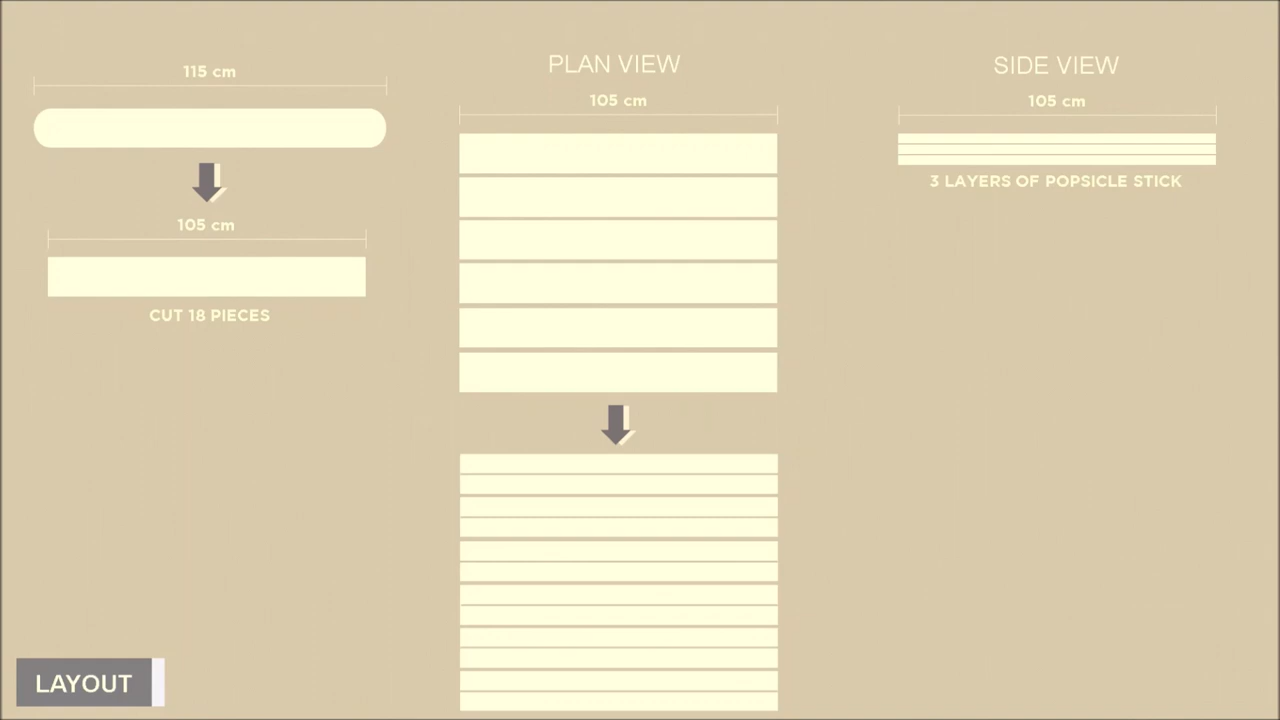 115 cm
105 cm
CUT 18 PIECES
PLAN VIEW
105 cm
SIDE VIEW
105 cm
3 LAYERS OF POPSICLE STICK
LAYOUT